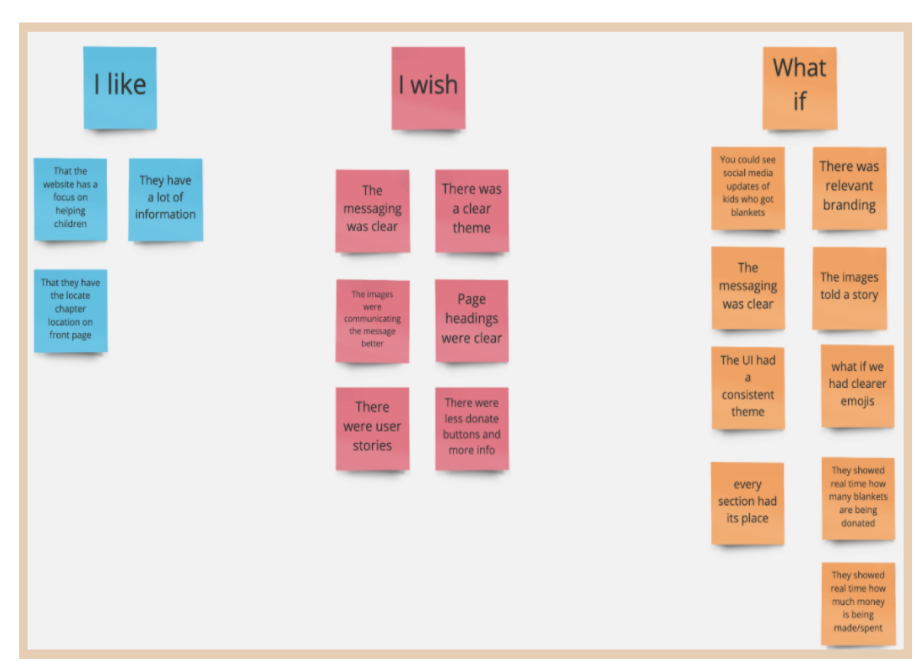 I like
That the
website has a
focus on
helping
children
They have
a lot of
information
That they have
the locate
chapter
location on
front page
I wish
The
messaging
was clear
There was
a clear
theme
The images
were
communicating
the message
better
Page
headings
were clear
There
were user
stories
There were
less donate
buttons and
more info
What
if
You could see
social media
updates of
kids who got
blankets
There was
relevant
branding
The
messaging
was clear
The images
told a story
The UI had
a
consistent
theme
what if we
had clearer
emojis
every
section had
its place
They showed
real time how
many blankets
are being
donated
They showed
real time how
much money
is being
made/spent